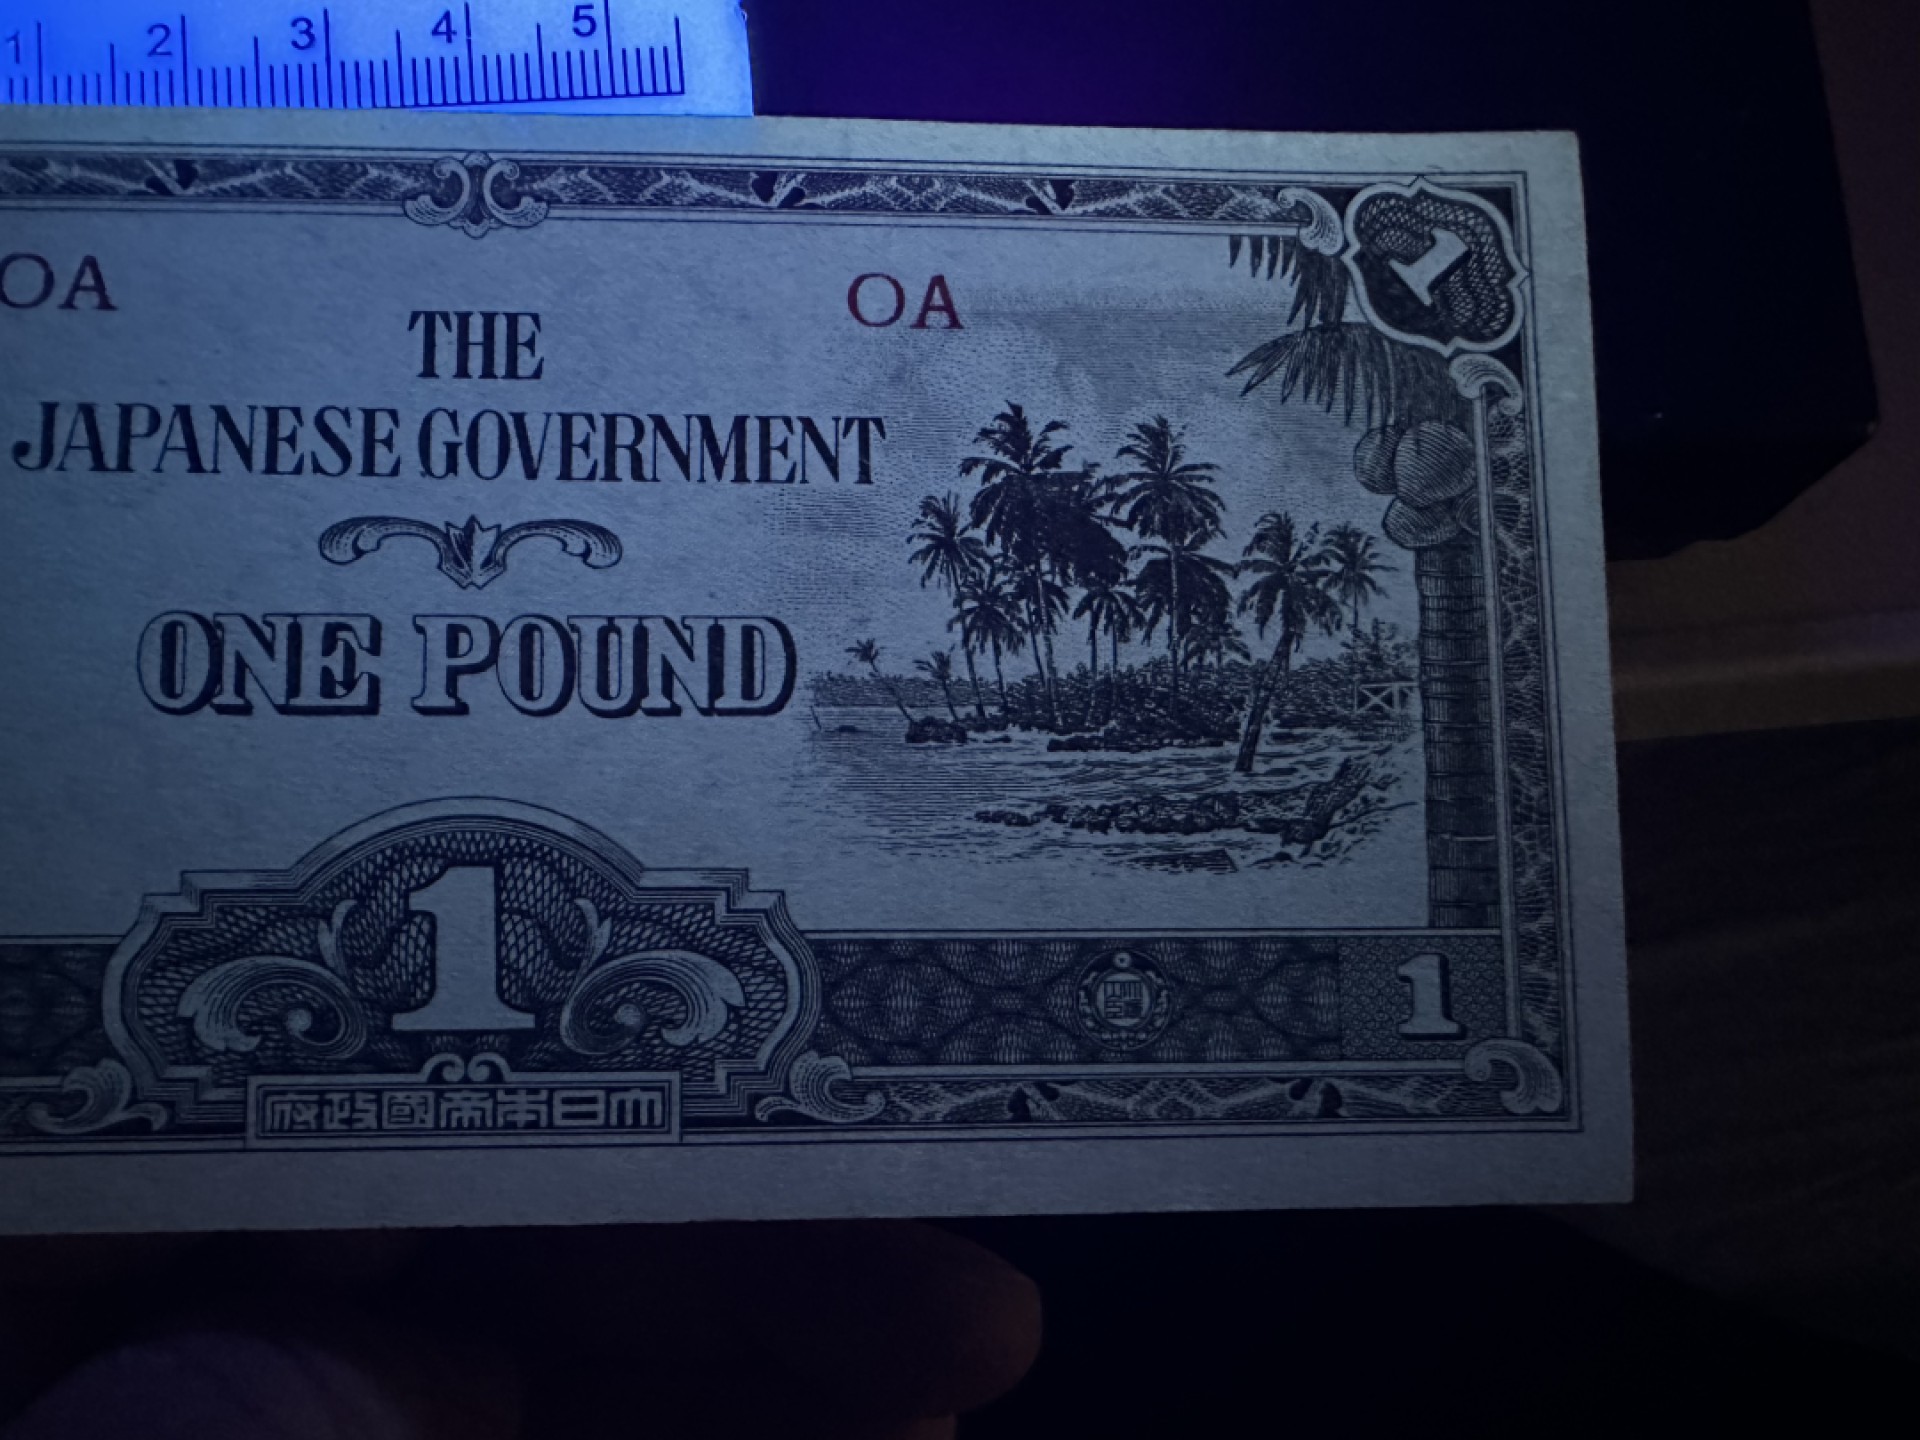 1 2 3 4 5
1
OA OA
THE
JAPANESE GOVERNMENT
ONE POUND
1
1
府政國帝本日大